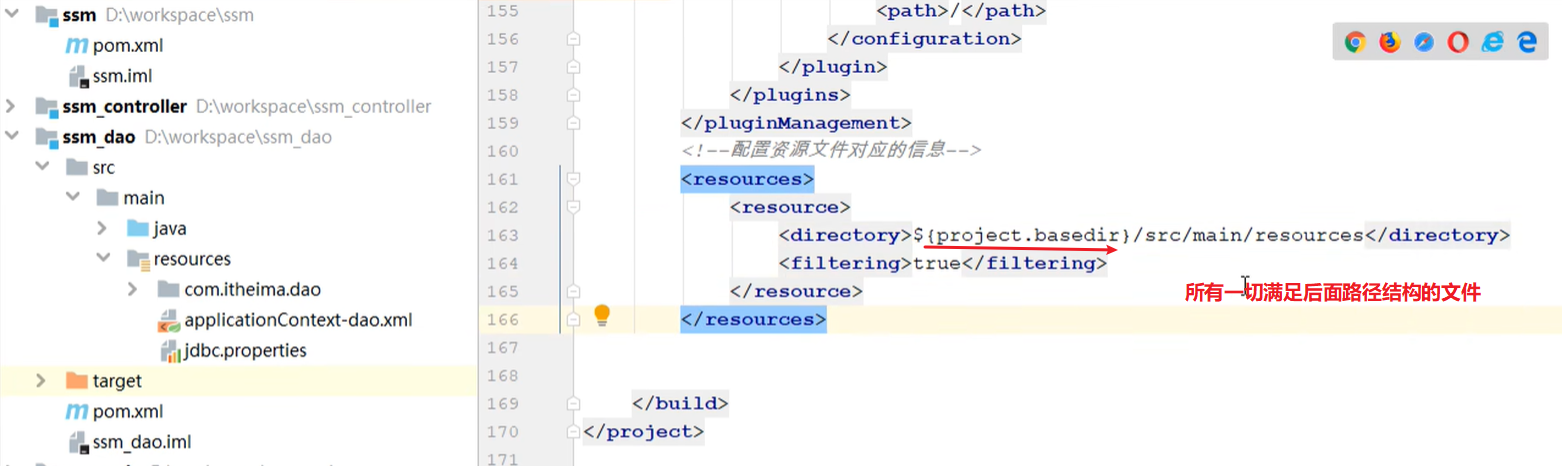 ssm D:\workspace\ssm
pom.xml
ssm.iml
ssm_controller D:\workspace\ssm_controller
ssm_dao D:\workspace\ssm_dao
src
main
java
resources
com.itheima.dao
applicationContext-dao.xml
jdbc.properties
target
pom.xml
ssm_dao.iml
155 <path>/</path>
156 </configuration>
157 </plugin>
158 </plugins>
159 </pluginManagement>
160 <!--配置资源文件对应的信息-->
161 <resources>
162 <resource>
163 <directory>${project.basedir}/src/main/resources</directory>
164 <filtering>true</filtering>
所有一切满足后面路径结构的文件
165 </resource>
166 </resources>
167
168
169 </build>
170 </project>
171